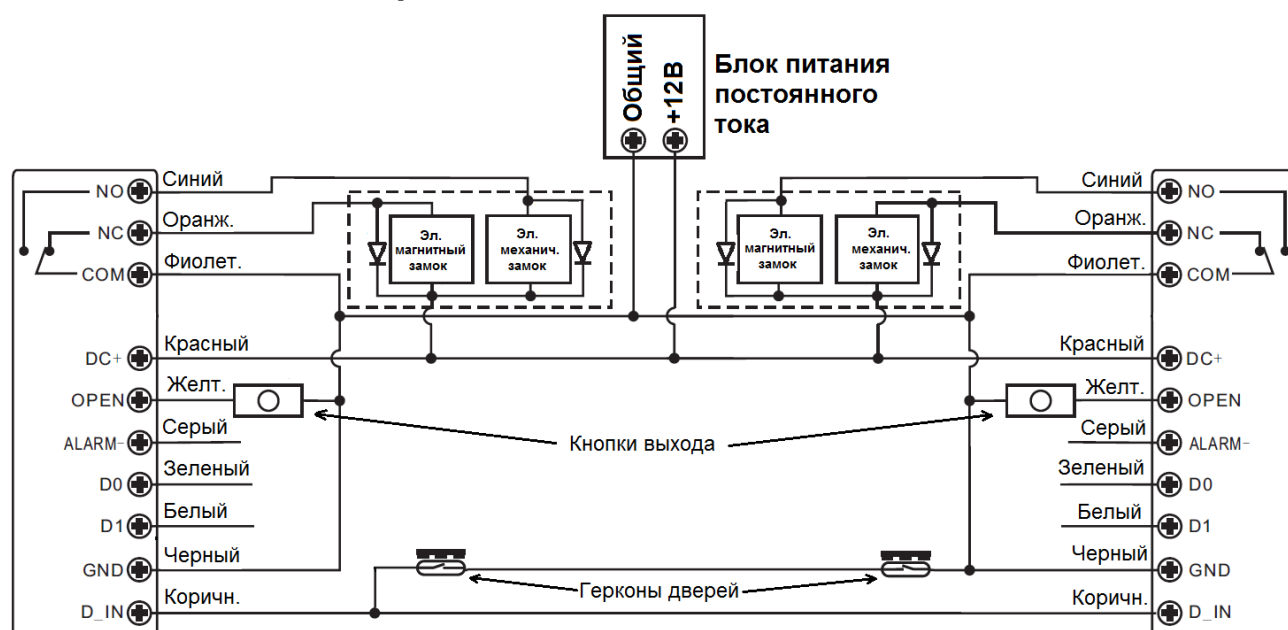 Общий
+12В
Блок питания
постоянного
тока
NO
Синий
NC
Оранж.
COM
Фиолет.
Эл.
магнитный
замок
Эл.
механич.
замок
Эл.
магнитный
замок
Эл.
механич.
замок
Синий
NO
Оранж.
NC
Фиолет.
COM
DC+
Красный
Красный
DC+
OPEN
Желт.
Желт.
OPEN
ALARM-
Серый
Кнопки выхода
Серый
ALARM-
D0
Зеленый
Зеленый
D0
D1
Белый
Белый
D1
GND
Черный
Черный
GND
Герконы дверей
D_IN
Коричн.
Коричн.
D_IN